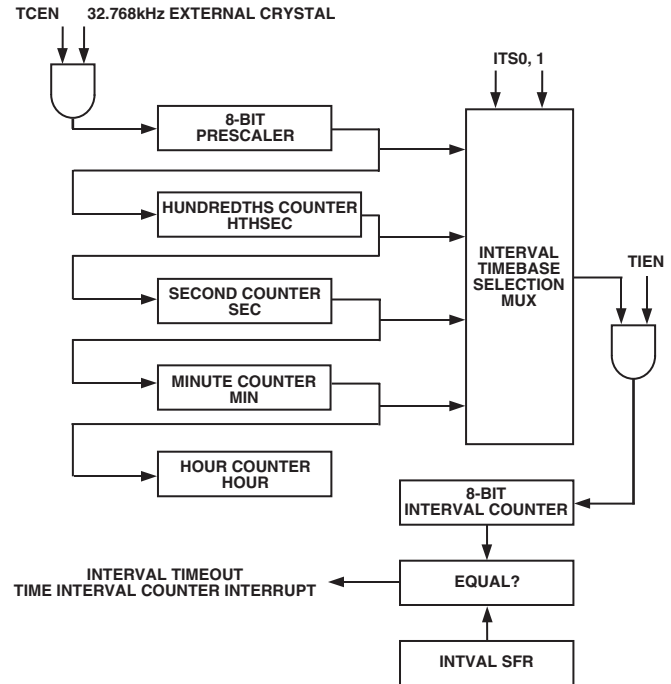 TCEN 32.768kHz EXTERNAL CRYSTAL
ITS0, 1
8-BIT
PRESCALER
HUNDREDTHS COUNTER
HTHSEC
INTERVAL
TIMEBASE
SELECTION
MUX
TIEN
SECOND COUNTER
SEC
MINUTE COUNTER
MIN
HOUR COUNTER
HOUR
8-BIT
INTERVAL COUNTER
INTERVAL TIMEOUT
TIME INTERVAL COUNTER INTERRUPT
EQUAL?
INTVAL SFR